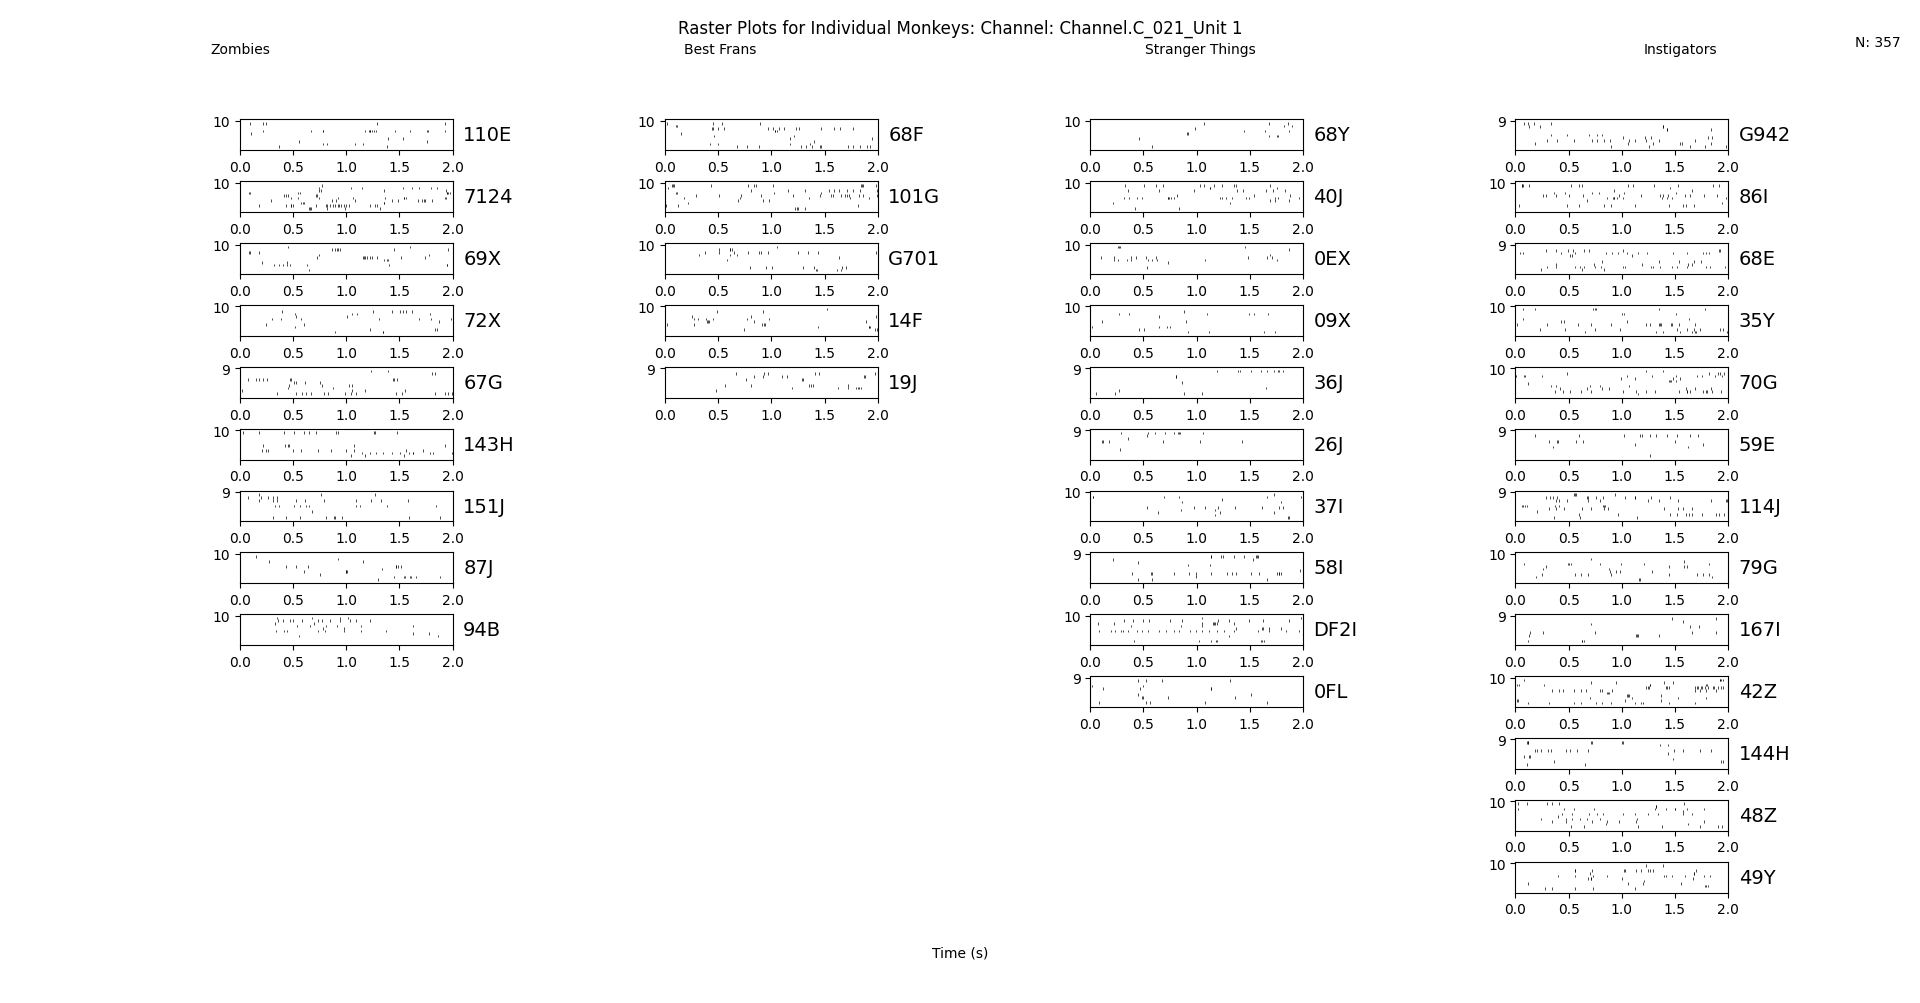 Raster Plots for Individual Monkeys: Channel: Channel.C_021_Unit 1
N: 357
Zombies
10
110E
0.0 0.5 1.0 1.5 2.0
10
7124
0.0 0.5 1.0 1.5 2.0
10
69X
0.0 0.5 1.0 1.5 2.0
10
72X
0.0 0.5 1.0 1.5 2.0
9
67G
0.0 0.5 1.0 1.5 2.0
10
143H
0.0 0.5 1.0 1.5 2.0
9
151J
0.0 0.5 1.0 1.5 2.0
10
87J
0.0 0.5 1.0 1.5 2.0
10
94B
0.0 0.5 1.0 1.5 2.0
Best Frans
10
68F
0.0 0.5 1.0 1.5 2.0
10
101G
0.0 0.5 1.0 1.5 2.0
10
G701
0.0 0.5 1.0 1.5 2.0
10
14F
0.0 0.5 1.0 1.5 2.0
9
19J
0.0 0.5 1.0 1.5 2.0
Stranger Things
10
68Y
0.0 0.5 1.0 1.5 2.0
10
40J
0.0 0.5 1.0 1.5 2.0
10
0EX
0.0 0.5 1.0 1.5 2.0
10
09X
0.0 0.5 1.0 1.5 2.0
9
36J
0.0 0.5 1.0 1.5 2.0
9
26J
0.0 0.5 1.0 1.5 2.0
10
37I
0.0 0.5 1.0 1.5 2.0
9
58I
0.0 0.5 1.0 1.5 2.0
10
DF2I
0.0 0.5 1.0 1.5 2.0
9
0FL
0.0 0.5 1.0 1.5 2.0
Instigators
9
G942
0.0 0.5 1.0 1.5 2.0
10
86I
0.0 0.5 1.0 1.5 2.0
9
68E
0.0 0.5 1.0 1.5 2.0
10
35Y
0.0 0.5 1.0 1.5 2.0
10
70G
0.0 0.5 1.0 1.5 2.0
9
59E
0.0 0.5 1.0 1.5 2.0
9
114J
0.0 0.5 1.0 1.5 2.0
10
79G
0.0 0.5 1.0 1.5 2.0
9
167I
0.0 0.5 1.0 1.5 2.0
10
42Z
0.0 0.5 1.0 1.5 2.0
9
144H
0.0 0.5 1.0 1.5 2.0
10
48Z
0.0 0.5 1.0 1.5 2.0
10
49Y
0.0 0.5 1.0 1.5 2.0
Time (s)